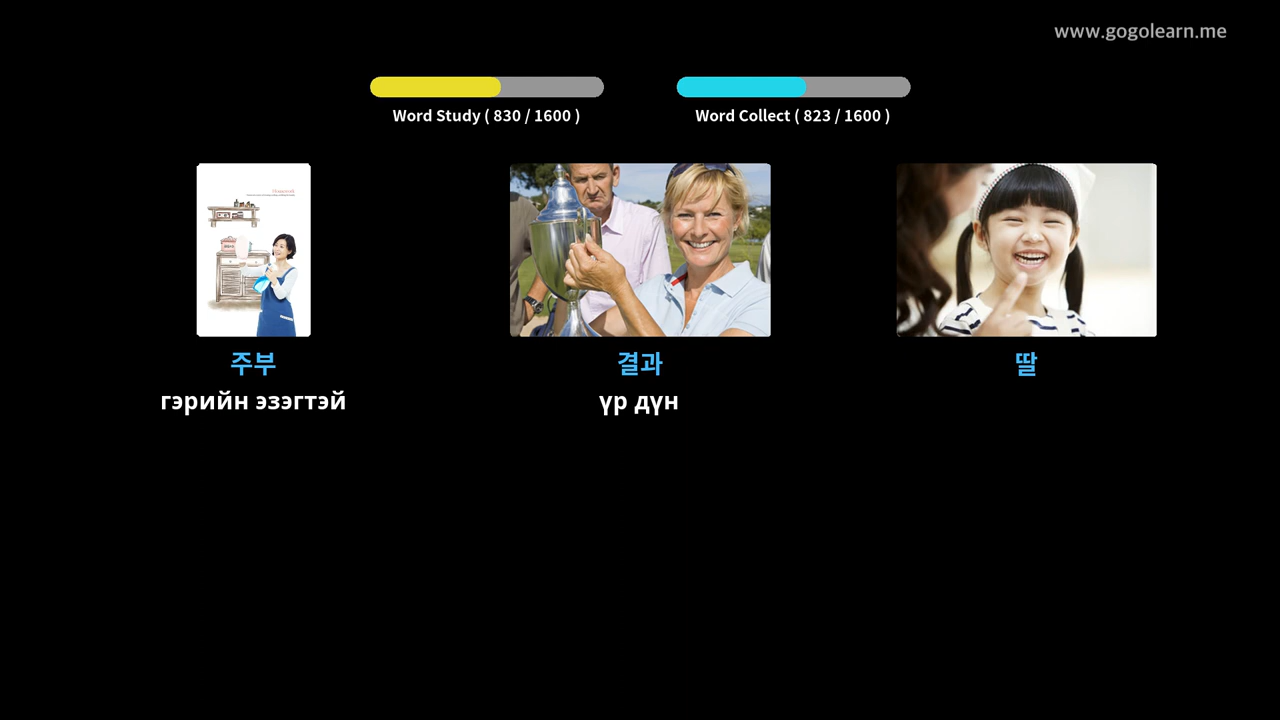 www.gogolearn.me
Word Study ( 830 / 1600 )
Word Collect ( 823 / 1600 )
주부
결과
딸
гэрийн эзэгтэй
үр дүн